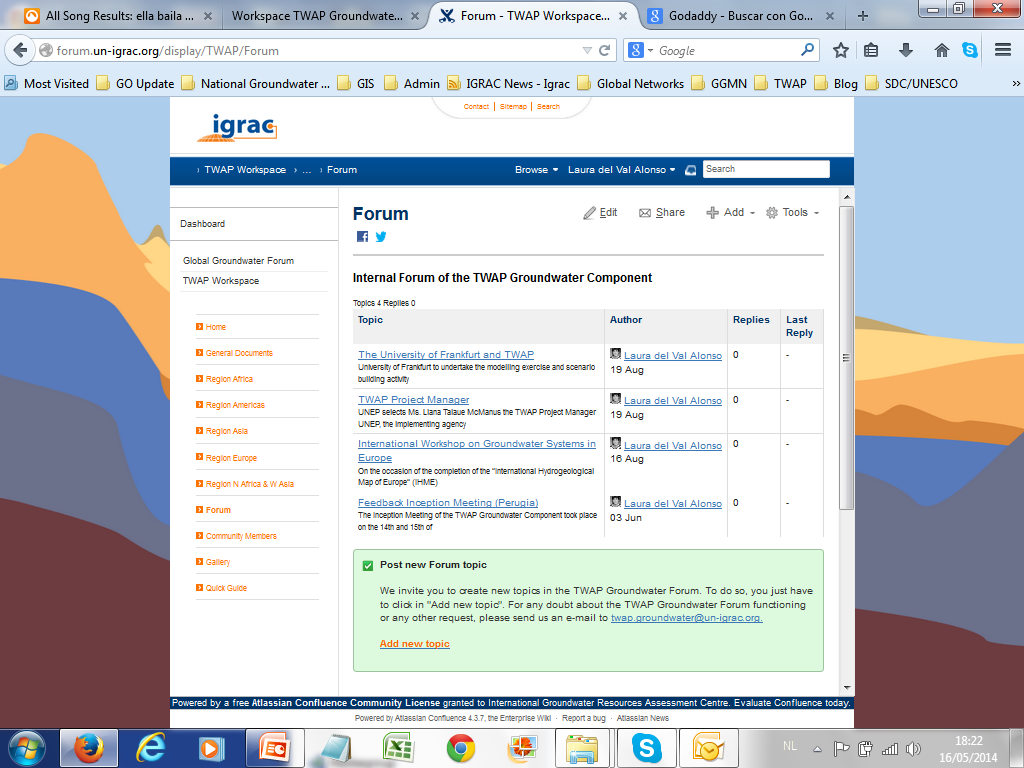 All Song Results: ella baila ...
Workspace TWAP Groundwate...
Forum - TWAP Workspace...
Godaddy - Buscar con Go...
forum.un-igrac.org/display/TWAP/Forum
Google
Most Visited
GO Update
National Groundwater ...
GIS
Admin
IGRAC News - Igrac
Global Networks
GGMN
TWAP
Blog
SDC/UNESCO
»
Contact | Sitemap | Search
igrac
› TWAP Workspace › ... › Forum
Browse
Laura del Val Alonso
Search
Dashboard
Global Groundwater Forum
TWAP Workspace
Home
General Documents
Region Africa
Region Americas
Region Asia
Region Europe
Region N Africa & W Asia
Forum
Community Members
Gallery
Quick Guide
Forum
Edit
Share
Add
Tools
Internal Forum of the TWAP Groundwater Component
Topics 4 Replies 0
Topic Author Replies Last Reply
The University of Frankfurt and TWAP
University of Frankfurt to undertake the modelling exercise and scenario
building activity
Laura del Val Alonso
19 Aug
0
-
TWAP Project Manager
UNEP selects Ms. Liana Talaue McManus the TWAP Project Manager
UNEP, the implementing agency
Laura del Val Alonso
19 Aug
0
-
International Workshop on Groundwater Systems in
Europe
On the occasion of the completion of the "International Hydrogeological
Map of Europe" (IHME)
Laura del Val Alonso
16 Aug
0
-
Feedback Inception Meeting (Perugia)
The Inception Meeting of the TWAP Groundwater Component took place
on the 14th and 15th of
Laura del Val Alonso
03 Jun
0
-
Post new Forum topic
We invite you to create new topics in the TWAP Groundwater Forum. To do so, you just have
to click in "Add new topic". For any doubt about the TWAP Groundwater Forum functioning
or any other request, please send us an e-mail to twap.groundwater@un-igrac.org.
Add new topic
Powered by a free Atlassian Confluence Community License granted to International Groundwater Resources Assessment Centre. Evaluate Confluence today.
Powered by Atlassian Confluence 4.3.7, the Enterprise Wiki · Report a bug · Atlassian News
NL
18:22
16/05/2014